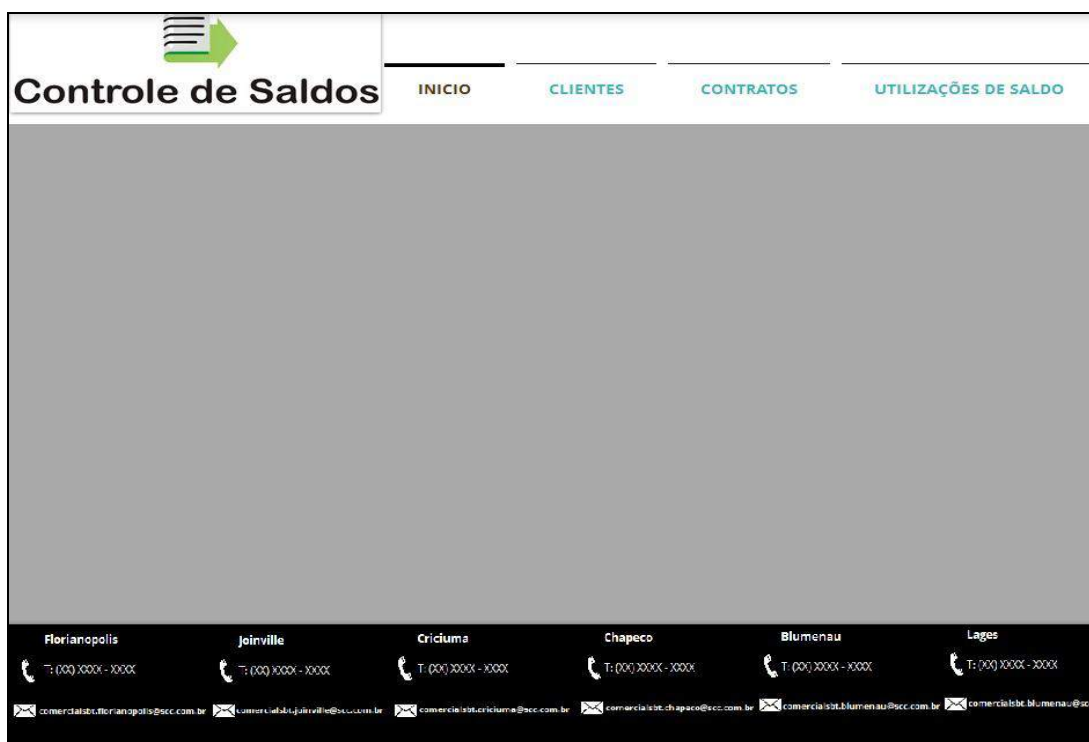 Controle de Saldos
INICIO CLIENTES CONTRATOS UTILIZAÇÕES DE SALDO
Florianopolis Joinville Criciuma Chapeco Blumenau Lages
T: (XX) XXXX - XXXX T: (XX) XXXX - XXXX T: (XX) XXXX - XXXX T: (XX) XXXX - XXXX T: (XX) XXXX - XXXX T: (XX) XXXX - XXXX
comercialsbt.florianopolis@scc.com.br comercialsbt.joinville@scc.com.br comercialsbt.criciuma@scc.com.br comercialsbt.chapeco@scc.com.br comercialsbt.blumenau@scc.com.br comercialsbt.blumenau@sc